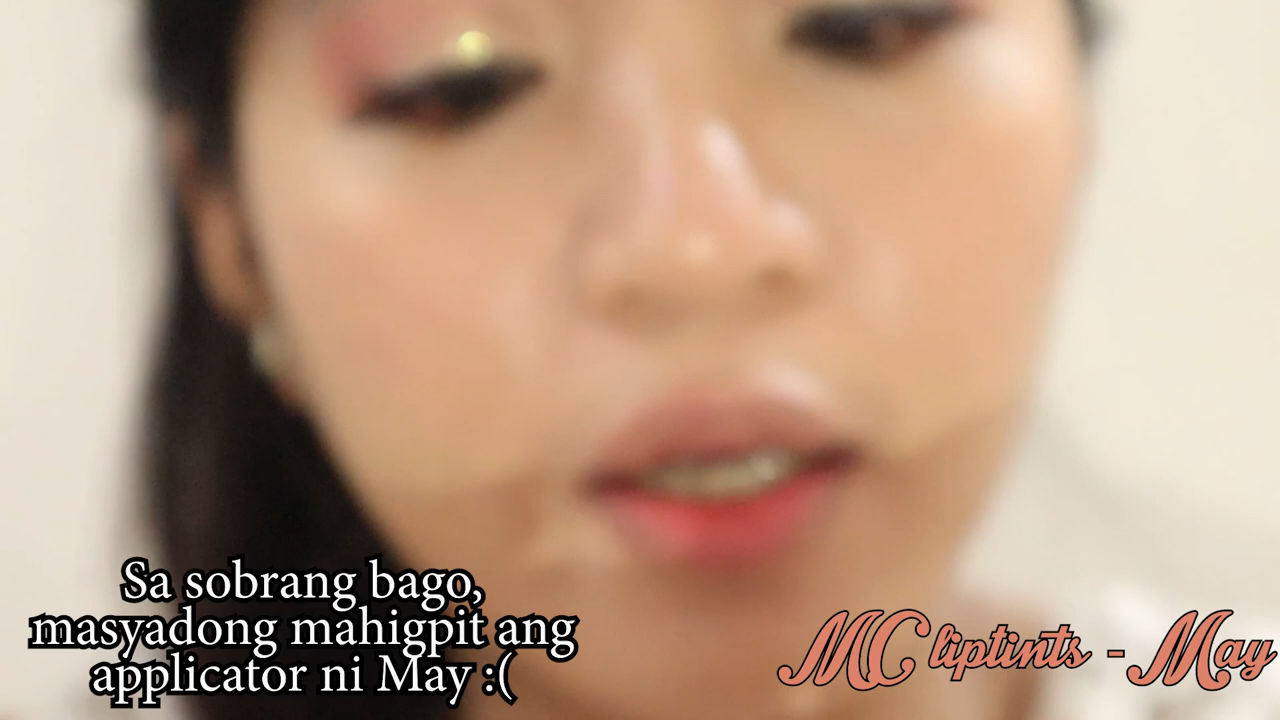 Sa sobrang bago,
masyadong mahigpit ang
applicator ni May :(
MC liptints - May